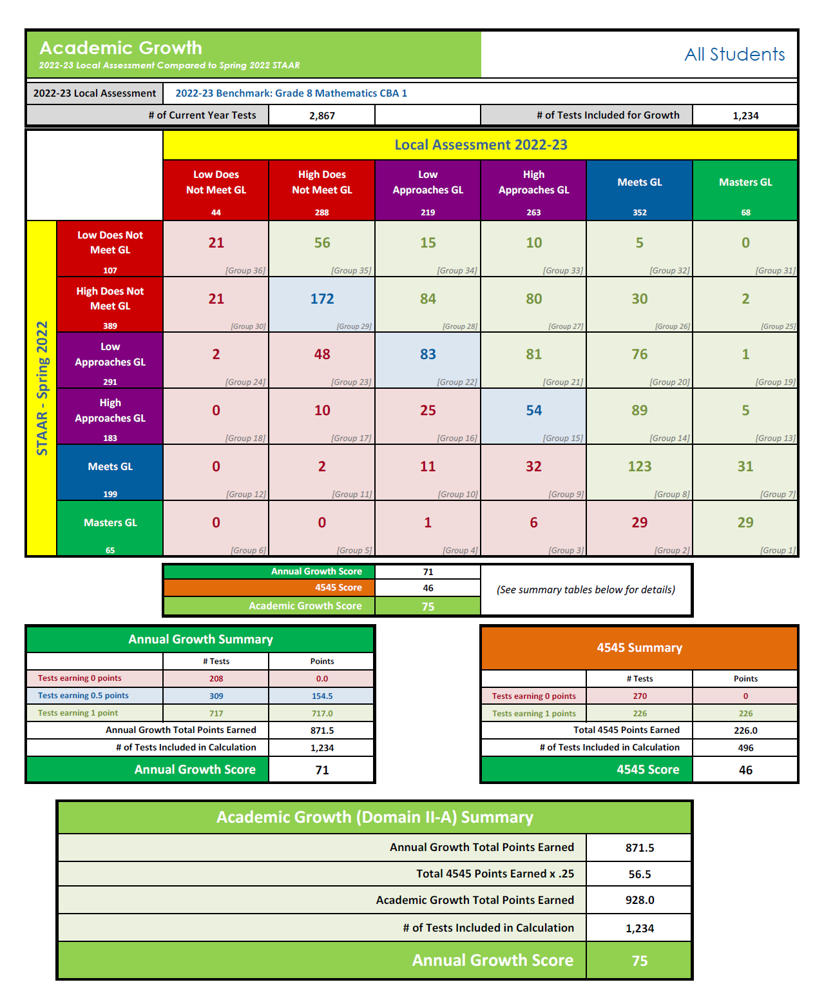 Academic Growth
2022-23 Local Assessment Compared to Spring 2022 STAAR
All Students
2022-23 Local Assessment 2022-23 Benchmark: Grade 8 Mathematics CBA 1
# of Current Year Tests 2,867 # of Tests Included for Growth 1,234
Local Assessment 2022-23
Low Does High Does Low High Meets GL Masters GL
Not Meet GL Not Meet GL Approaches GL Approaches GL
44 288 219 263 352 68
STAAR - Spring 2022
Low Does Not
Meet GL
21 56 15 10 5 0
107 [Group 36] [Group 35] [Group 34] [Group 33] [Group 32] [Group 31]
High Does Not
Meet GL
21 172 84 80 30 2
389 [Group 30] [Group 29] [Group 28] [Group 27] [Group 26] [Group 25]
Low
Approaches GL
2 48 83 81 76 1
291 [Group 24] [Group 23] [Group 22] [Group 21] [Group 20] [Group 19]
High
Approaches GL
0 10 25 54 89 5
183 [Group 18] [Group 17] [Group 16] [Group 15] [Group 14] [Group 13]
Meets GL 0 2 11 32 123 31
199 [Group 12] [Group 11] [Group 10] [Group 9] [Group 8] [Group 7]
Masters GL 0 0 1 6 29 29
65 [Group 6] [Group 5] [Group 4] [Group 3] [Group 2] [Group 1]
Annual Growth Score 71
4545 Score 46
Academic Growth Score 75
(See summary tables below for details)
Annual Growth Summary
# Tests Points
Tests earning 0 points 208 0.0
Tests earning 0.5 points 309 154.5
Tests earning 1 point 717 717.0
Annual Growth Total Points Earned 871.5
# of Tests Included in Calculation 1,234
Annual Growth Score 71
4545 Summary
# Tests Points
Tests earning 0 points 270 0
Tests earning 1 points 226 226
Total 4545 Points Earned 226.0
# of Tests Included in Calculation 496
4545 Score 46
Academic Growth (Domain II-A) Summary
Annual Growth Total Points Earned 871.5
Total 4545 Points Earned x .25 56.5
Academic Growth Total Points Earned 928.0
# of Tests Included in Calculation 1,234
Annual Growth Score 75